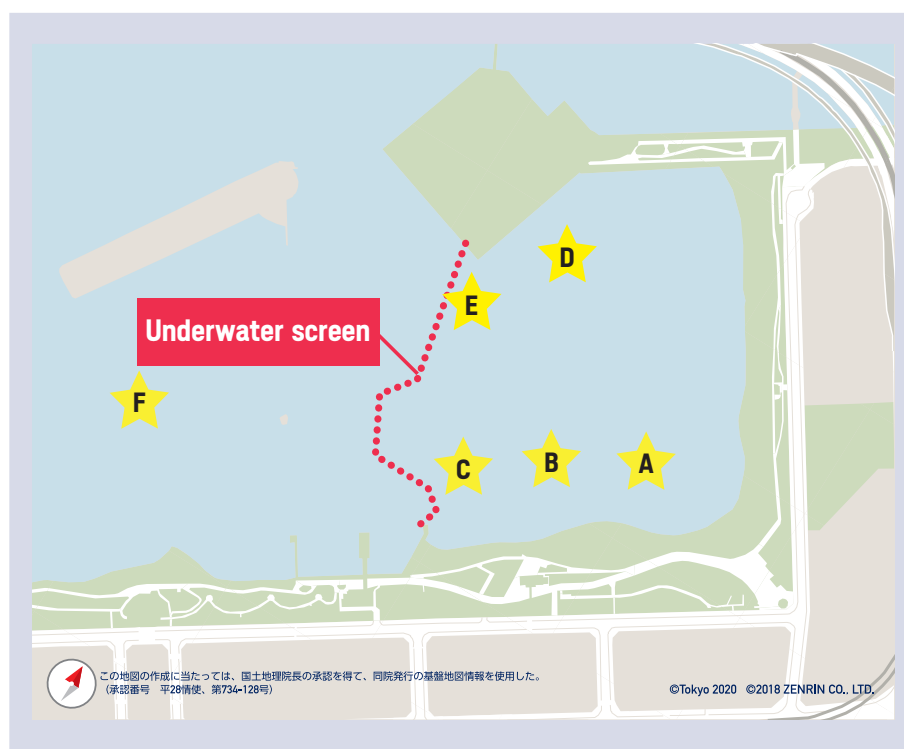 D
E
Underwater screen
F
C
B
A
この地図の作成に当たっては、国土地理院長の承認を得て、同院発行の基盤地図情報を使用した。
（承認番号 平28情使、第734-128号）
©Tokyo 2020 ©2018 ZENRIN CO., LTD.